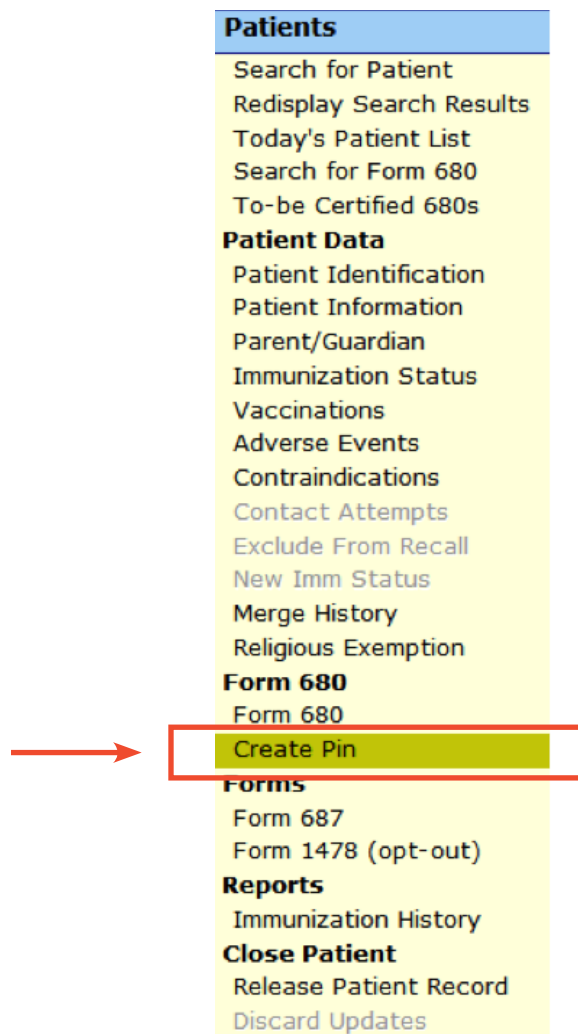 Patients
Search for Patient
Redisplay Search Results
Today's Patient List
Search for Form 680
To-be Certified 680s
Patient Data
Patient Identification
Patient Information
Parent/Guardian
Immunization Status
Vaccinations
Adverse Events
Contraindications
Contact Attempts
Exclude From Recall
New Imm Status
Merge History
Religious Exemption
Form 680
Form 680
Create Pin
Forms
Form 687
Form 1478 (opt-out)
Reports
Immunization History
Close Patient
Release Patient Record
Discard Updates